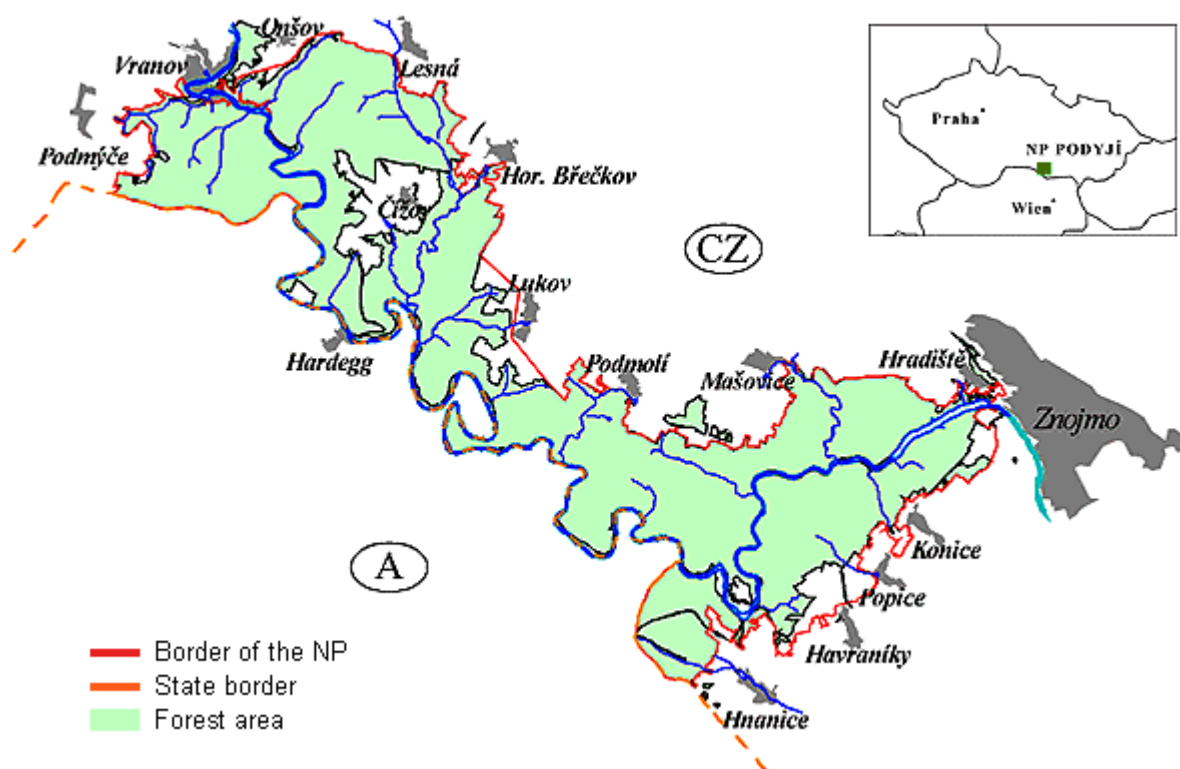 Onšov
Vranov
Lesná
Podmýče
Hor. Břečkov
Čížov
Lukov
Hardegg
Podmolí
Mašovice
Hradiště
Znojmo
Konice
Popice
Havraníky
Hnanice
CZ
A
Praha
NP PODYJÍ
Wien
Border of the NP
State border
Forest area